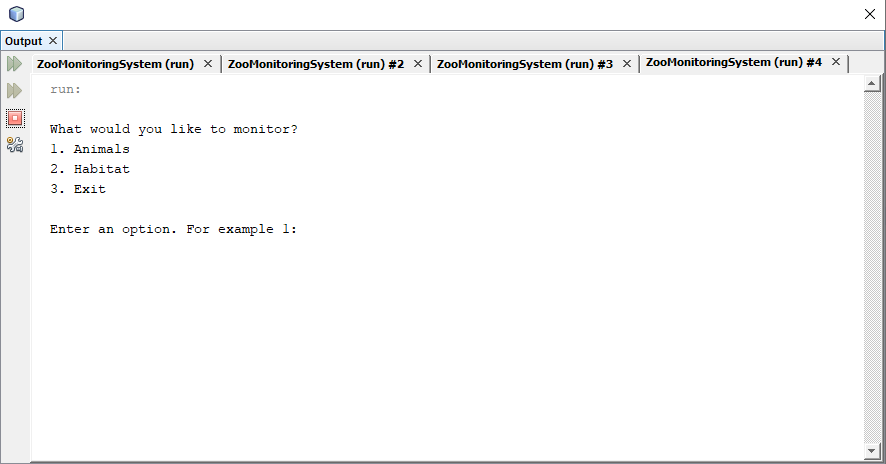 Output
ZooMonitoringSystem (run) ZooMonitoringSystem (run) #2 ZooMonitoringSystem (run) #3 ZooMonitoringSystem (run) #4
run:
What would you like to monitor?
1. Animals
2. Habitat
3. Exit
Enter an option. For example 1: